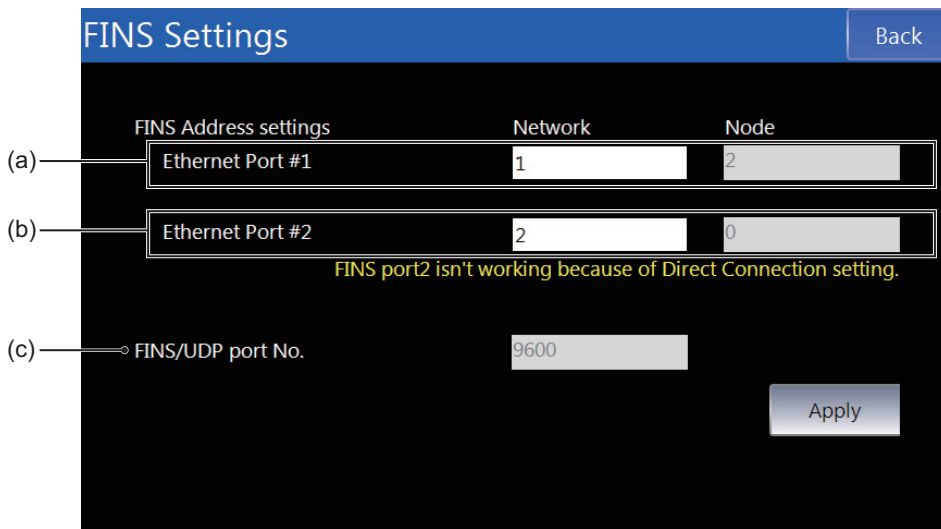 FINS Settings Back
FINS Address settings Network Node
(a) Ethernet Port #1 1 2
(b) Ethernet Port #2 2 0
FINS port2 isn't working because of Direct Connection setting.
(c) FINS/UDP port No. 9600
Apply